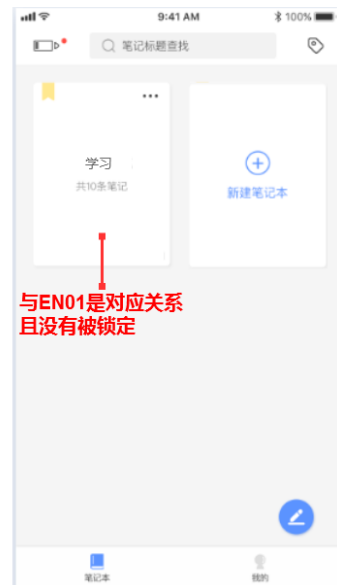 9:41 AM
100%
笔记标题查找
学习
共10条笔记
新建笔记本
与EN01是对应关系
且没有被锁定
笔记本
我的